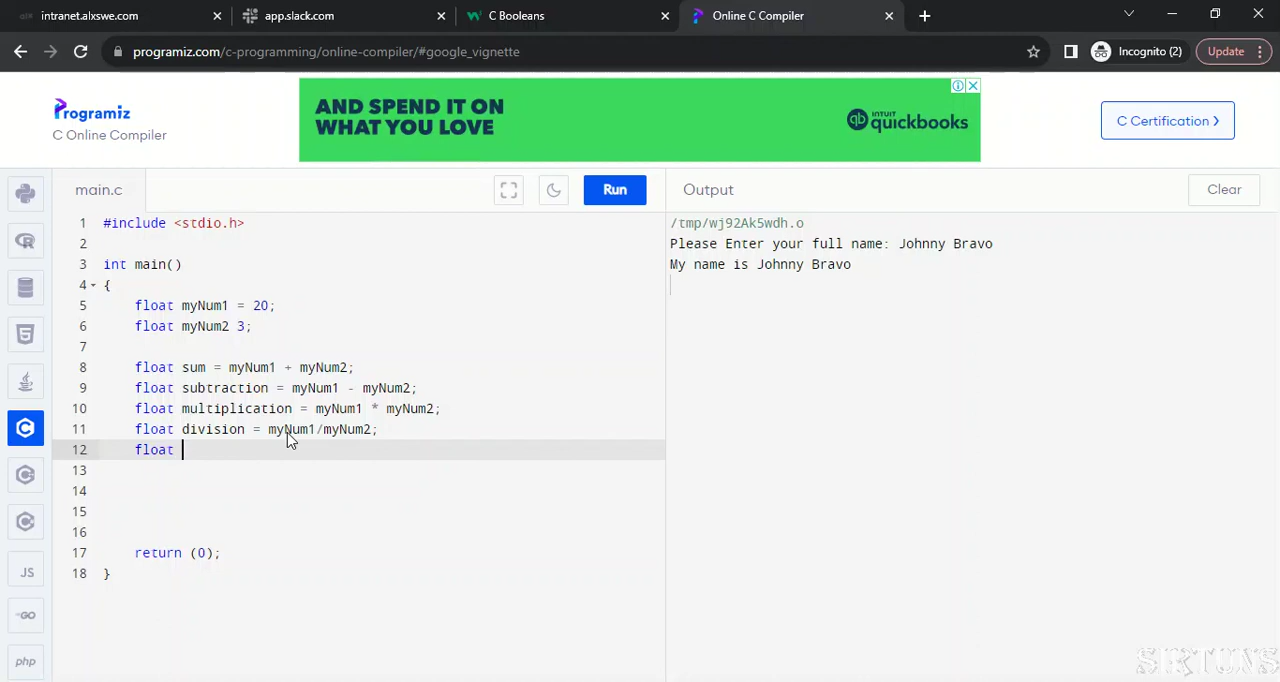 intranet.alxswe.com
app.slack.com
C Booleans
Online C Compiler
programiz.com/c-programming/online-compiler/#google_vignette
Incognito (2)
Update
Programiz
C Online Compiler
AND SPEND IT ON
WHAT YOU LOVE
INTUIT
quickbooks
C Certification >
main.c
Run
Output
Clear
1 #include <stdio.h>
2
3 int main()
4 {
5 float myNum1 = 20;
6 float myNum2 3;
7
8 float sum = myNum1 + myNum2;
9 float subtraction = myNum1 - myNum2;
10 float multiplication = myNum1 * myNum2;
11 float division = myNum1/myNum2;
12 float
13
14
15
16
17 return (0);
18 }
/tmp/wj92Ak5wdh.o
Please Enter your full name: Johnny Bravo
My name is Johnny Bravo
JS
GO
php
SIRTUNS